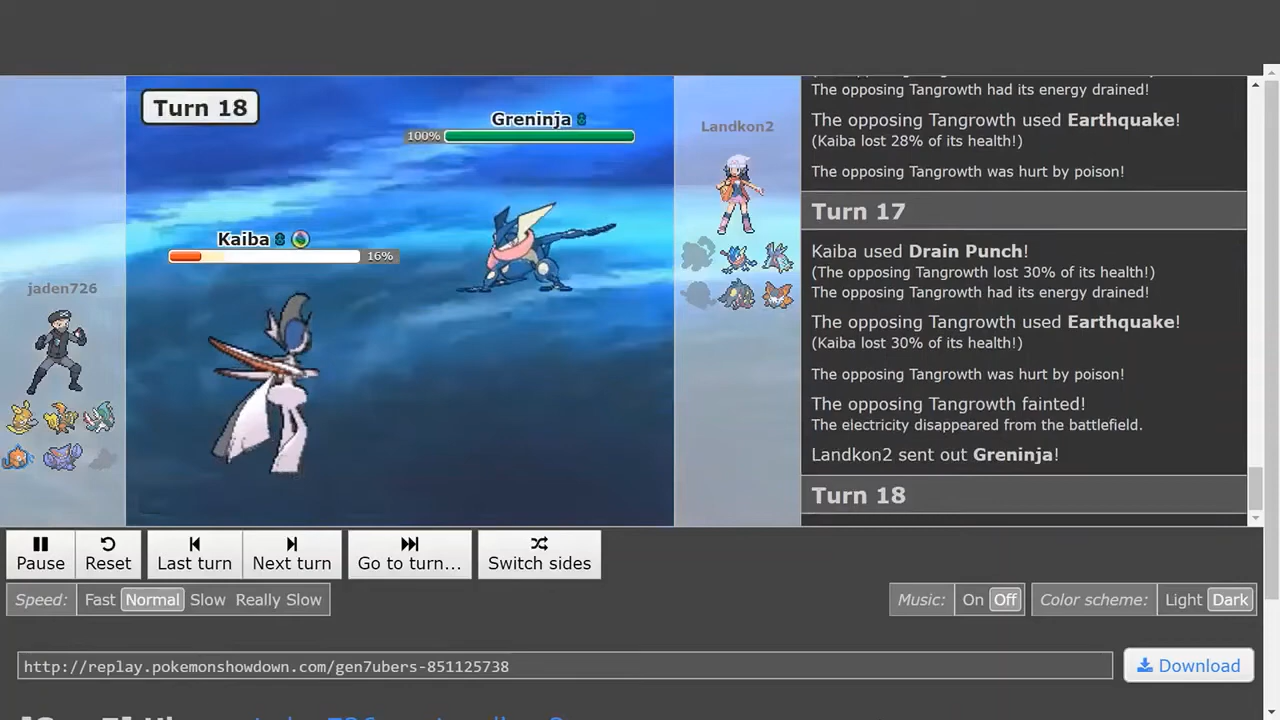 Turn 18
Greninja
100%
Kaiba
16%
jaden726
Landkon2
The opposing Tangrowth had its energy drained!
The opposing Tangrowth used Earthquake!
(Kaiba lost 28% of its health!)
The opposing Tangrowth was hurt by poison!
Turn 17
Kaiba used Drain Punch!
(The opposing Tangrowth lost 30% of its health!)
The opposing Tangrowth had its energy drained!
The opposing Tangrowth used Earthquake!
(Kaiba lost 30% of its health!)
The opposing Tangrowth was hurt by poison!
The opposing Tangrowth fainted!
The electricity disappeared from the battlefield.
Landkon2 sent out Greninja!
Turn 18
Pause Reset Last turn Next turn Go to turn... Switch sides
Speed: Fast Normal Slow Really Slow Music: On Off Color scheme: Light Dark
http://replay.pokemonshowdown.com/gen7ubers-851125738
Download